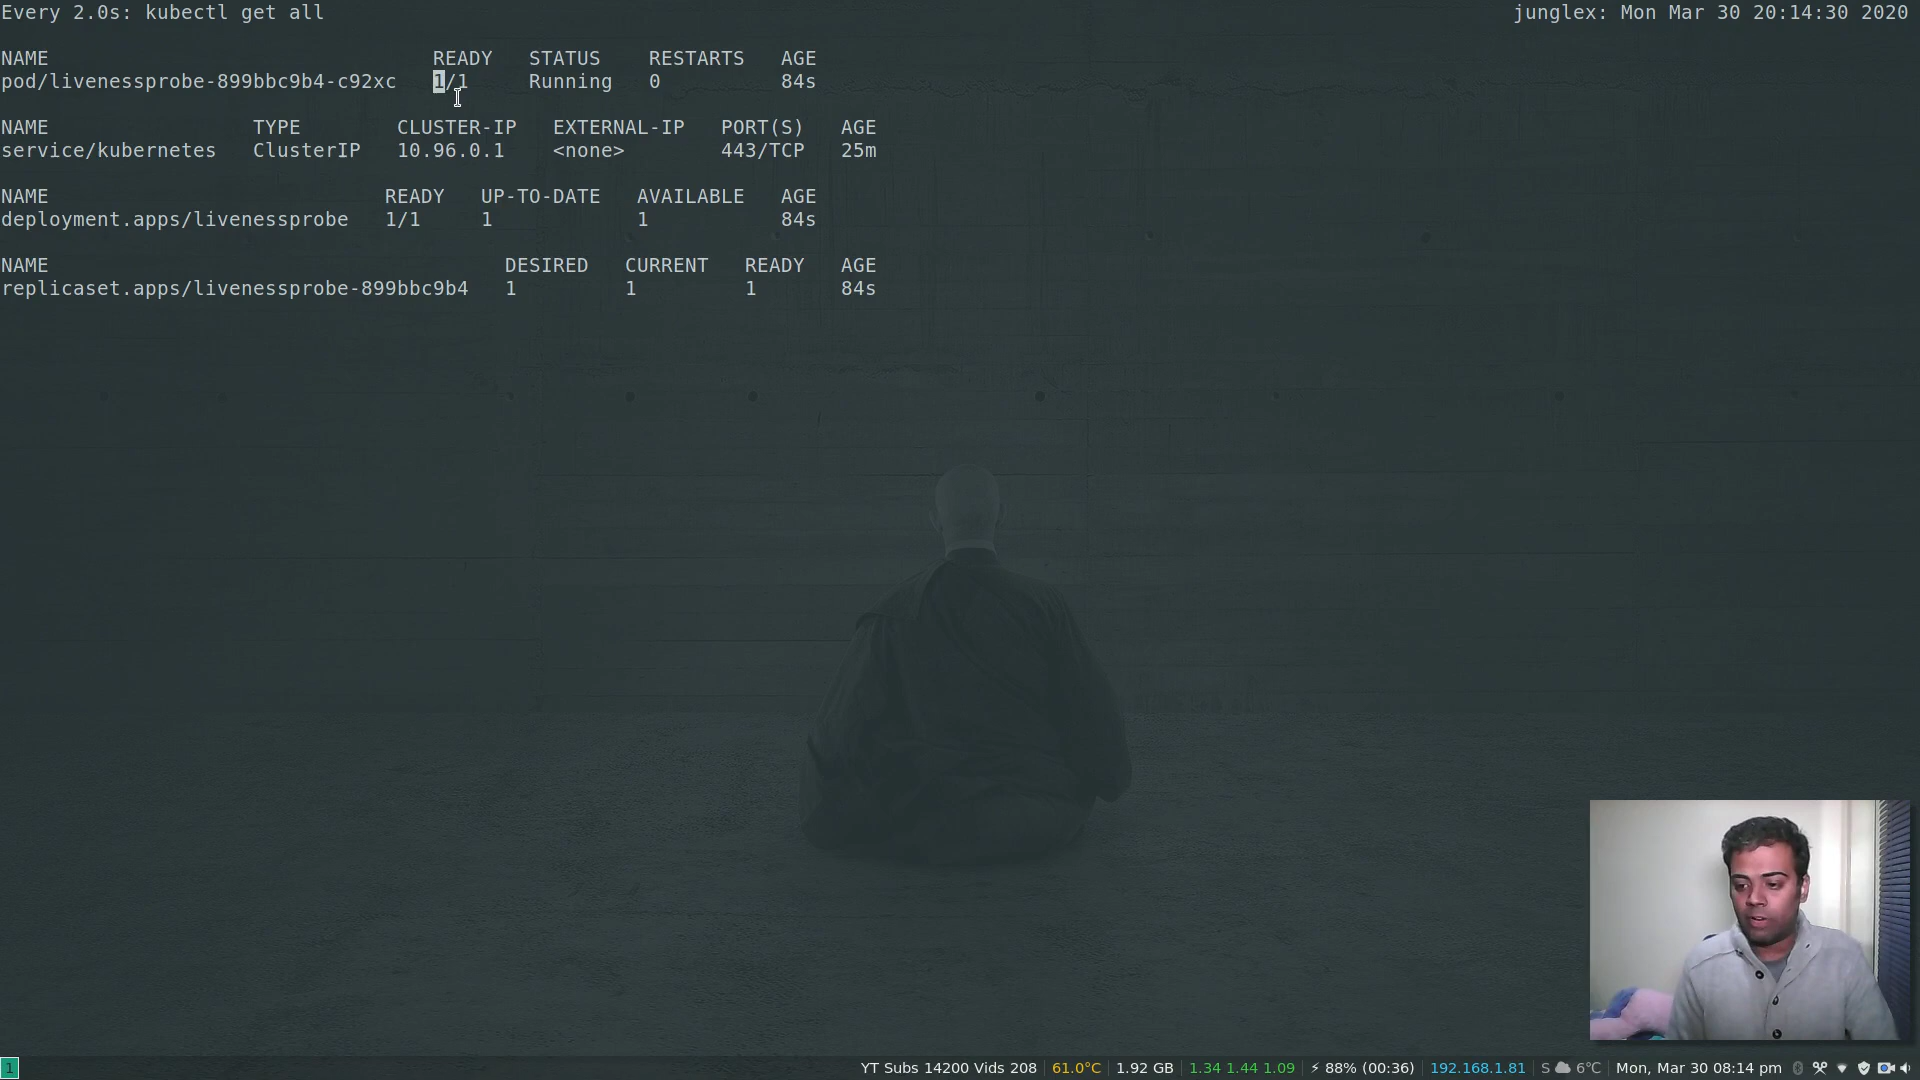 Every 2.0s: kubectl get all junglex: Mon Mar 30 20:14:30 2020
NAME READY STATUS RESTARTS AGE
pod/livenessprobe-899bbc9b4-c92xc 1/1 Running 0 84s
NAME TYPE CLUSTER-IP EXTERNAL-IP PORT(S) AGE
service/kubernetes ClusterIP 10.96.0.1 <none> 443/TCP 25m
NAME READY UP-TO-DATE AVAILABLE AGE
deployment.apps/livenessprobe 1/1 1 1 84s
NAME DESIRED CURRENT READY AGE
replicaset.apps/livenessprobe-899bbc9b4 1 1 1 84s
1 YT Subs 14200 Vids 208 61.0°C 1.92 GB 1.34 1.44 1.09 ⚡ 88% (00:36) 192.168.1.81 S 6°C Mon, Mar 30 08:14 pm